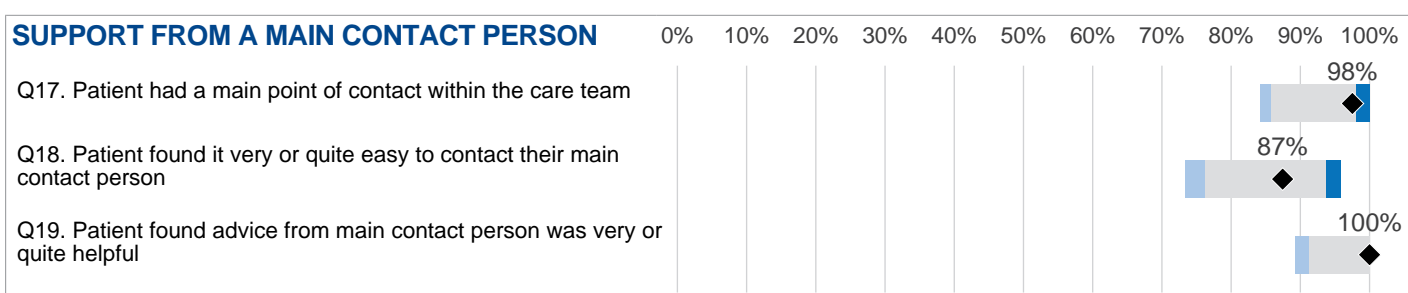 SUPPORT FROM A MAIN CONTACT PERSON 0% 10% 20% 30% 40% 50% 60% 70% 80% 90% 100%
98%
Q17. Patient had a main point of contact within the care team
87%
Q18. Patient found it very or quite easy to contact their main
contact person
100%
Q19. Patient found advice from main contact person was very or
quite helpful